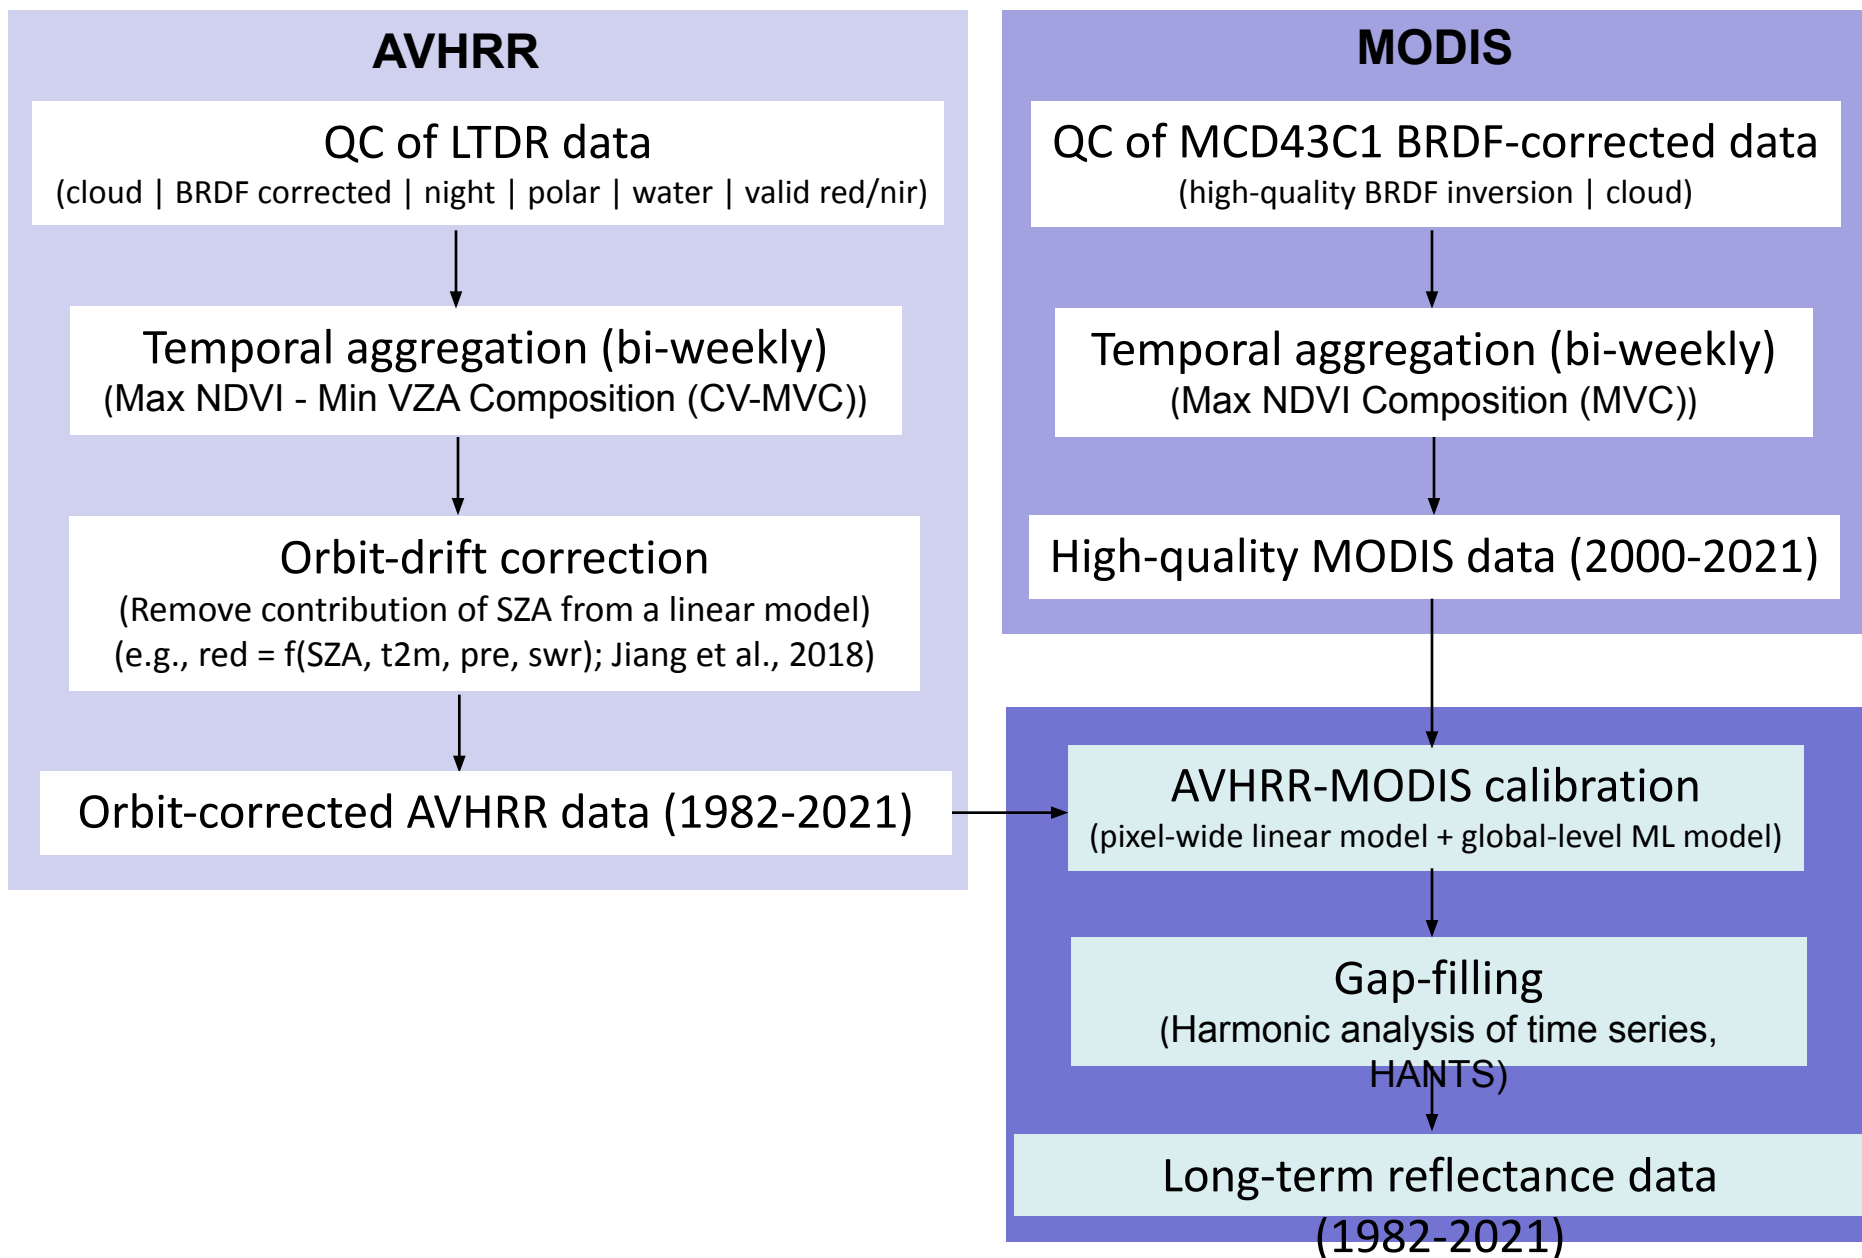 AVHRR
QC of LTDR data
(cloud | BRDF corrected | night | polar | water | valid red/nir)
Temporal aggregation (bi-weekly)
(Max NDVI - Min VZA Composition (CV-MVC))
Orbit-drift correction
(Remove contribution of SZA from a linear model)
(e.g., red = f(SZA, t2m, pre, swr); Jiang et al., 2018)
Orbit-corrected AVHRR data (1982-2021)
MODIS
QC of MCD43C1 BRDF-corrected data
(high-quality BRDF inversion | cloud)
Temporal aggregation (bi-weekly)
(Max NDVI Composition (MVC))
High-quality MODIS data (2000-2021)
AVHRR-MODIS calibration
(pixel-wide linear model + global-level ML model)
Gap-filling
(Harmonic analysis of time series,
HANTS)
Long-term reflectance data
(1982-2021)